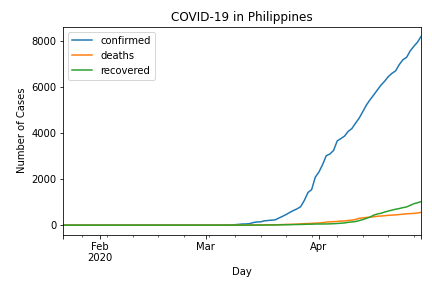 COVID-19 in Philippines
confirmed
deaths
recovered
Number of Cases
8000
6000
4000
2000
0
Feb
2020
Mar
Apr
Day